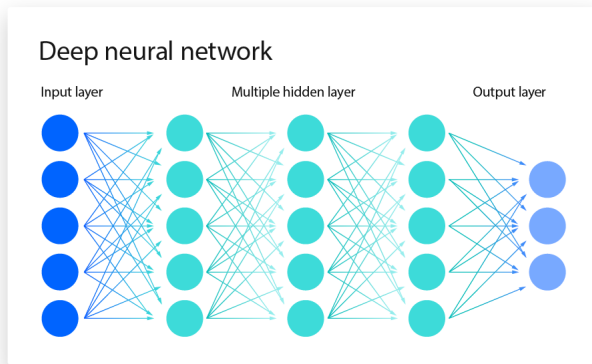 Deep neural network
Input layer
Multiple hidden layer
Output layer